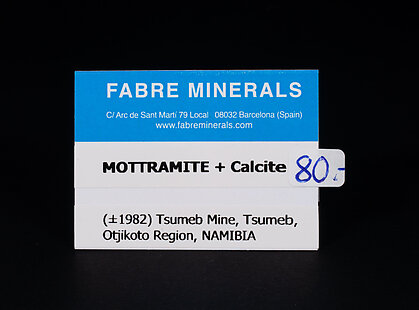 FABRE MINERALS
C/ Arc de Sant Martí 79 Local 08032 Barcelona (Spain)
www.fabreminerals.com
MOTTRAMITE + Calcite 80.-
(±1982) Tsumeb Mine, Tsumeb,
Otjikoto Region, NAMIBIA